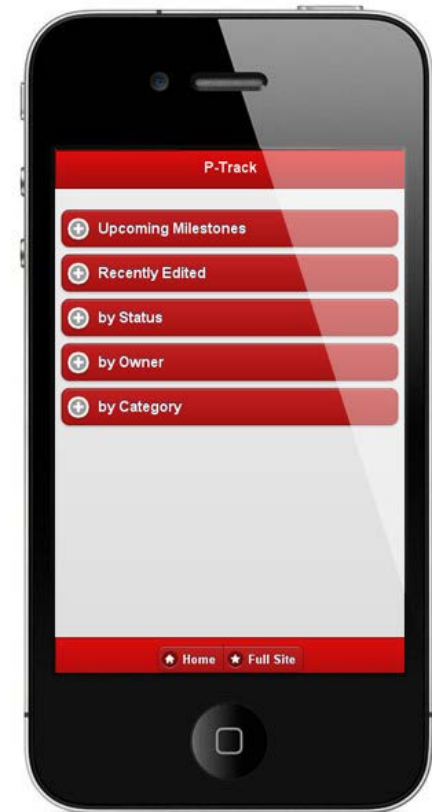 P-Track
Upcoming Milestones
Recently Edited
by Status
by Owner
by Category
Home Full Site